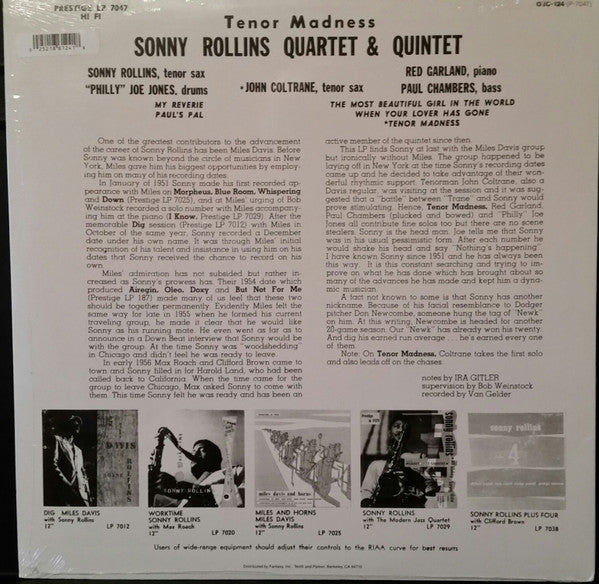 PRESTIGE LP 7047
HI FI
OJC-124 (P-7047)
Tenor Madness
SONNY ROLLINS QUARTET & QUINTET
SONNY ROLLINS, tenor sax
"PHILLY" JOE JONES, drums
*JOHN COLTRANE, tenor sax
RED GARLAND, piano
PAUL CHAMBERS, bass
MY REVERIE
PAUL'S PAL
THE MOST BEAUTIFUL GIRL IN THE WORLD
WHEN YOUR LOVER HAS GONE
*TENOR MADNESS
One of the greatest contributors to the advancement
of the career of Sonny Rollins has been Miles Davis. Before
Sonny was known beyond the circle of musicians in New
York, Miles gave him his biggest opportunities by employ-
ing him on many of his recording dates.
In January of 1951 Sonny made his first recorded ap-
pearance with Miles on Morpheus, Blue Room, Whispering
and Down (Prestige LP 7025), and at Miles' urging of Bob
Weinstock recorded a solo number with Miles accompany-
ing him at the piano (I Know, Prestige LP 7029). After the
memorable Dig session (Prestige LP 7012) with Miles in
October of the same year, Sonny recorded a December
date under his own name. It was through Miles' initial
recognition of his talent and insistance in using him on his
dates that Sonny received the chance to record on his
own.
Miles' admiration has not subsided but rather in-
creased as Sonny's prowess has. Their 1954 date which
produced Airegin, Oleo, Doxy and But Not For Me
(Prestige LP 187) made many of us feel that these two
should be together permanently. Evidently Miles felt the
same way for late in 1955 when he formed his current
traveling group, he made it clear that he would like
Sonny as his running mate. He even went so far as to
announce in a Down Beat interview that Sonny would
be with the group. At the time Sonny was "woodshedding"
in Chicago and didn't feel he was ready to leave.
In early 1956 Max Roach and Clifford Brown came to
town and Sonny filled in for Harold Land, who had been
called back to California. When the time came for the
group to leave Chicago, Max asked Sonny to come with
them. This time Sonny felt he was ready and has been an
active member of the quintet since then.
This LP finds Sonny at last with the Miles Davis group
but ironically without Miles. The group happened to be
laying off in New York at the time Sonny's recording dates
came up and he decided to take advantage of their won-
derful rhythmic support. Tenorman John Coltrane, also a
Davis regular, was visiting at the session and it was sug-
gested that a "battle" between 'Trane" and Sonny would
prove stimulating. Hence, Tenor Madness. Red Garland,
Paul Chambers (plucked and bowed) and "Philly" Joe
Jones all contribute fine solos but there are no scene
stealers. Sonny is the head man. Joe tells me that Sonny
was in his usual pessimistic form. After each number he
would shake his head and say "Nothing's happening".
I have known Sonny since 1951 and he has always been
this way. It is this constant searching and trying to im-
prove on what he has done which has brought about so
many of the advances he has made and kept him a dyna-
mic musician.
A fact not known to some is that Sonny has another
nickname. Because of his facial resemblance to Dodger
pitcher Don Newcombe, someone hung the tag of "Newk"
on him. At this writing, Newcombe is headed for another
20-game season. Our "Newk" has already won his twenty.
And dig his earned run average . . . he's earned every one
of them.
Note: On Tenor Madness, Coltrane takes the first solo
and also leads off on the chases.
notes by IRA GITLER
supervision by Bob Weinstock
recorded by Van Gelder
DIG MILES DAVIS
with Sonny Rollins
12" LP 7012
WORKTIME
SONNY ROLLINS
with Max Roach
12" LP 7020
MILES AND HORNS
MILES DAVIS
with Sonny Rollins
12" LP 7025
SONNY ROLLINS
with The Modern Jazz Quartet
12" LP 7029
SONNY ROLLINS PLUS FOUR
with Clifford Brown
12" LP 7038
Users of wide-range equipment should adjust their controls to the RIAA curve for best results
Distributed by Fantasy, Inc., Tenth and Parker, Berkeley, CA 94710